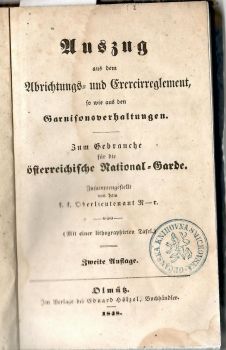 Auszug
aus dem
Abrichtungs- und Exercirreglement,
so wie aus den
Garnisonsverhaltungen.
Zum Gebrauche
für die
österreichische National-Garde.
Zusammengestellt
von dem
k. k. Oberlieutenant N—r.
(Mit einer lithographirten Tafel.)
Zweite Auflage.
Olmütz.
Im Verlage bei Eduard Hölzel, Buchhändler.
1848.